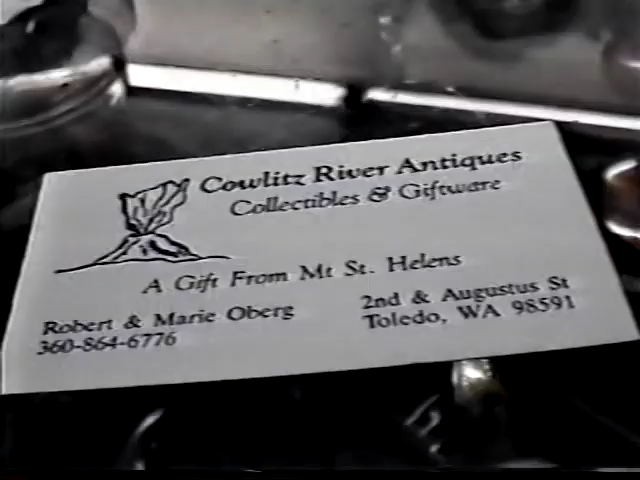 Cowlitz River Antiques
Collectibles & Giftware
A Gift From Mt St. Helens
Robert & Marie Oberg
360-864-6776
2nd & Augustus St
Toledo, WA 98591